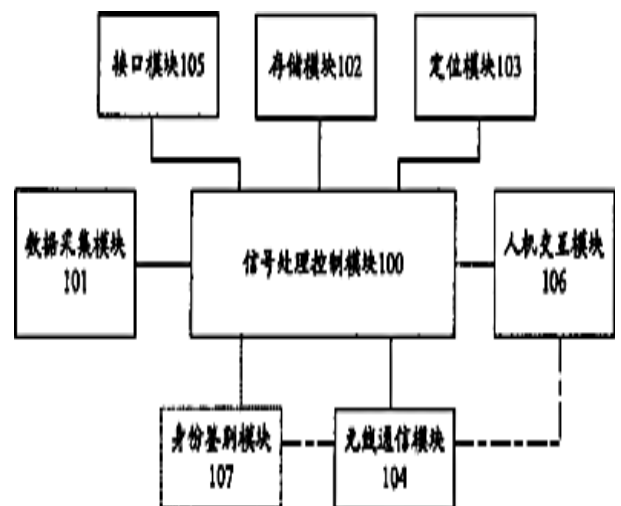 接口模块105
存储模块102
定位模块103
数据采集模块
101
信号处理控制模块100
人机交互模块
106
身份鉴别模块
107
无线通信模块
104